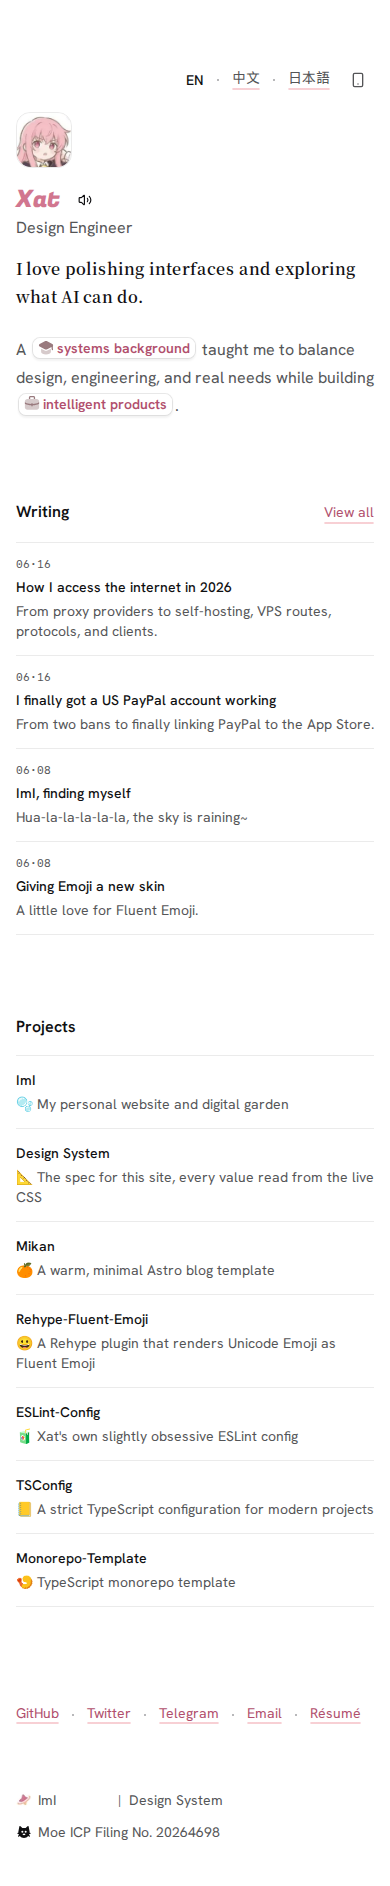 EN · 中文 · 日本語
Xat
Design Engineer
I love polishing interfaces and exploring
what AI can do.
A systems background taught me to balance
design, engineering, and real needs while building
intelligent products.
Writing View all
06·16
How I access the internet in 2026
From proxy providers to self-hosting, VPS routes,
protocols, and clients.
06·16
I finally got a US PayPal account working
From two bans to finally linking PayPal to the App Store.
06·08
ImI, finding myself
Hua-la-la-la-la-la, the sky is raining~
06·08
Giving Emoji a new skin
A little love for Fluent Emoji.
Projects
ImI
My personal website and digital garden
Design System
The spec for this site, every value read from the live
CSS
Mikan
A warm, minimal Astro blog template
Rehype-Fluent-Emoji
A Rehype plugin that renders Unicode Emoji as
Fluent Emoji
ESLint-Config
Xat's own slightly obsessive ESLint config
TSConfig
A strict TypeScript configuration for modern projects
Monorepo-Template
TypeScript monorepo template
GitHub · Twitter · Telegram · Email · Résumé
ImI | Design System
Moe ICP Filing No. 20264698